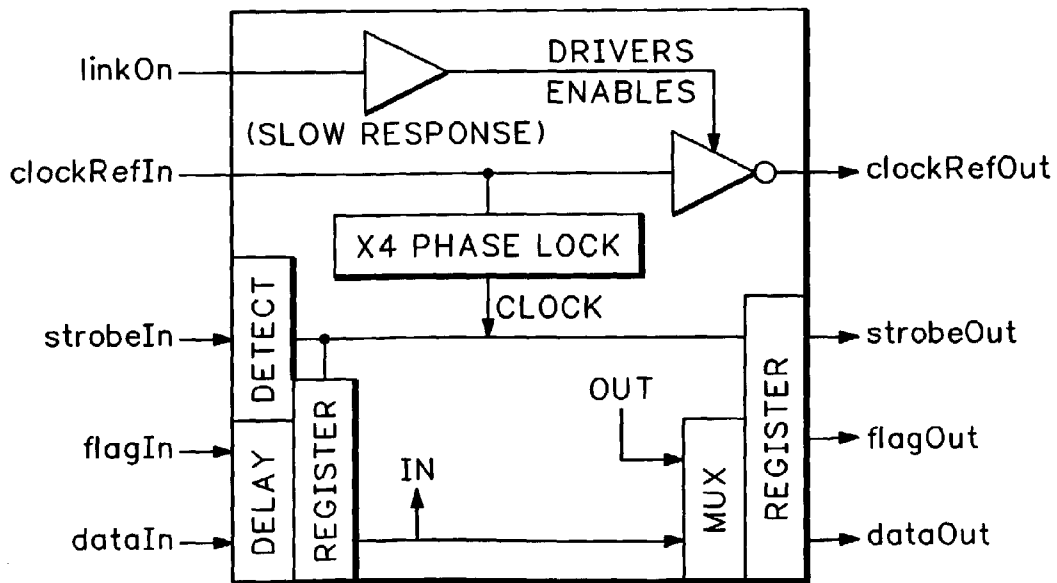 linkOn
DRIVERS
ENABLES
(SLOW RESPONSE)
clockRefIn
clockRefOut
X4 PHASE LOCK
CLOCK
strobeIn
DETECT
strobeOut
OUT
flagIn
DELAY
REGISTER
IN
MUX
REGISTER
flagOut
dataIn
dataOut